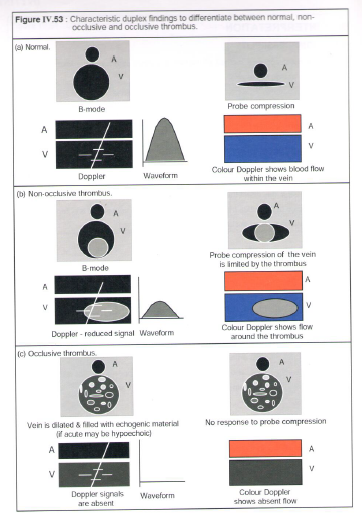 Figure IV.53 : Characteristic duplex findings to differentiate between normal, non-
occlusive and occlusive thrombus.
(a) Normal.
A
V
B-mode
A
V
Probe compression
A
V
Doppler
Waveform
A
V
Colour Doppler shows blood flow
within the vein
(b) Non-occlusive thrombus.
A
V
B-mode
A
V
Probe compression of the vein
is limited by the thrombus
A
V
Doppler - reduced signal
Waveform
A
V
Colour Doppler shows flow
around the thrombus
(c) Occlusive thrombus.
A
V
Vein is dilated & filled with echogenic material
(if acute may be hypoechoic)
A
V
No response to probe compression
A
V
Doppler signals
are absent
Waveform
A
V
Colour Doppler
shows absent flow